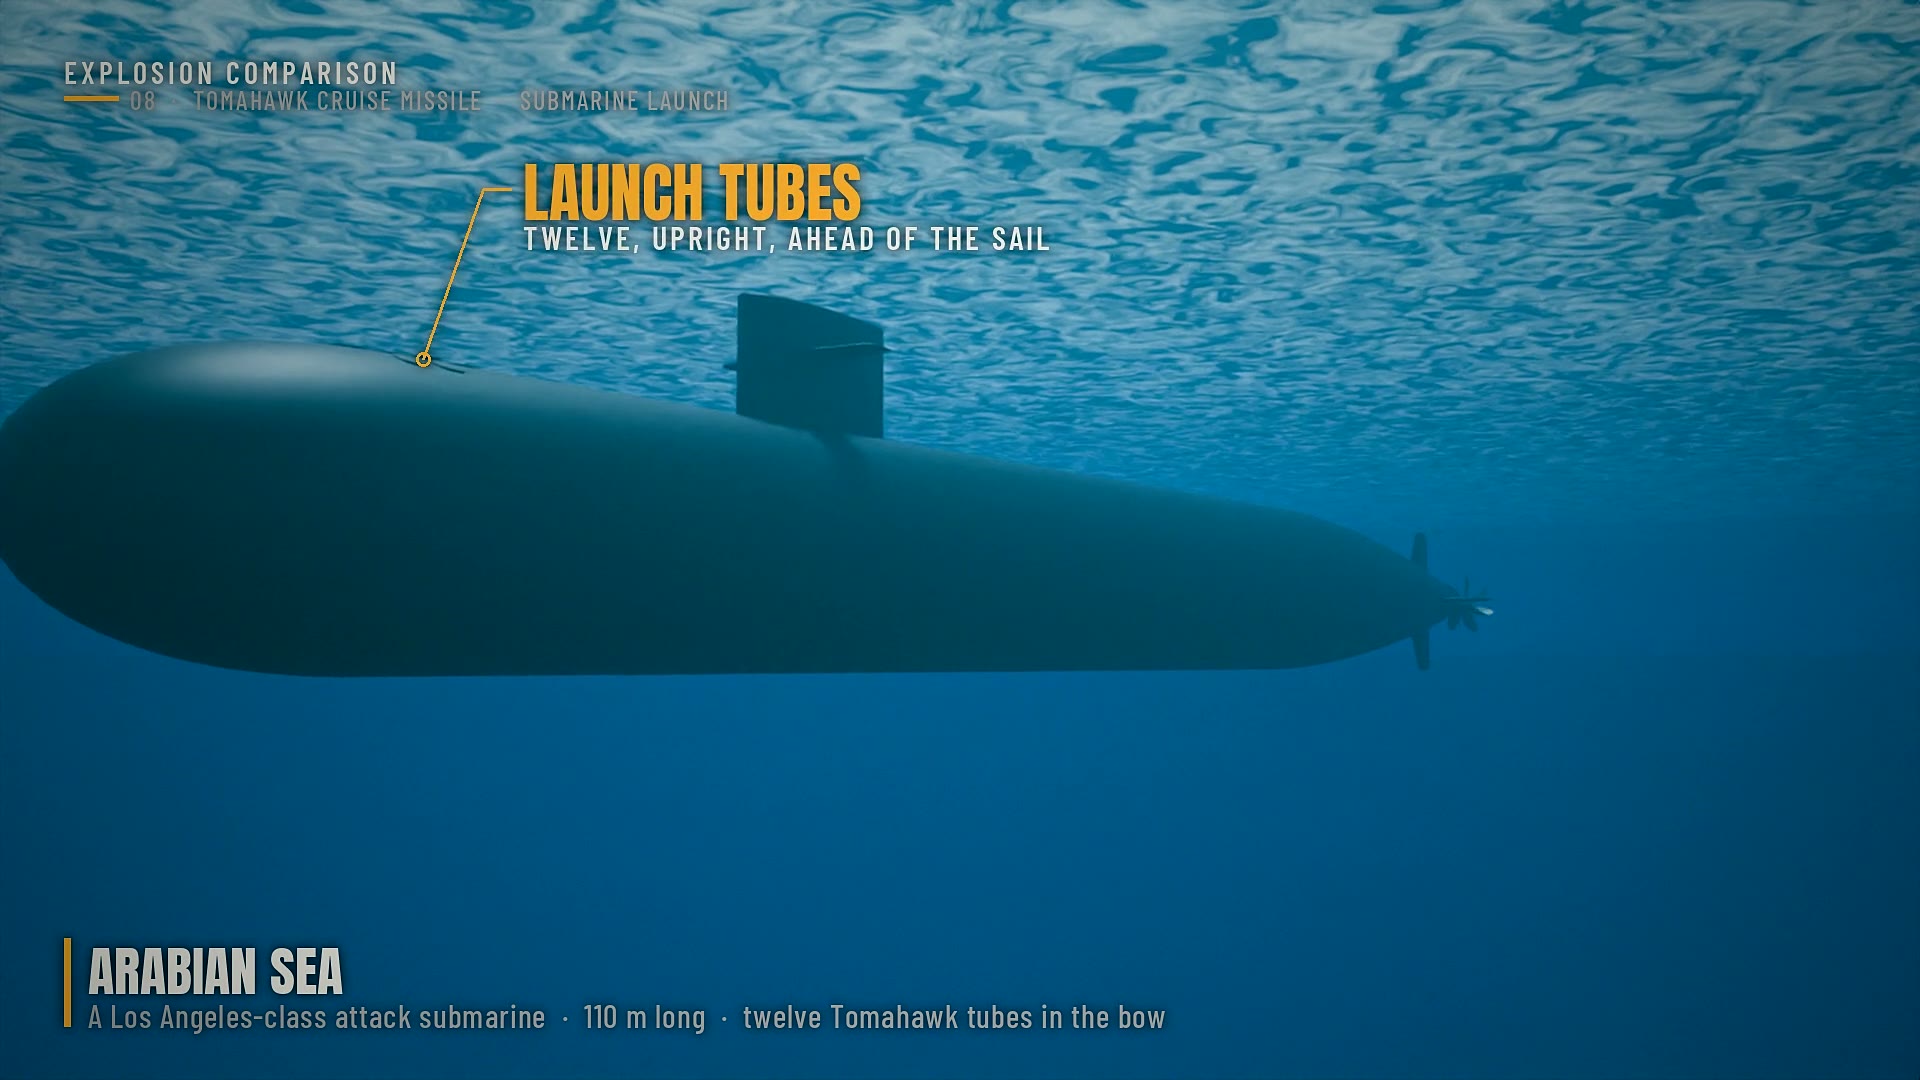 EXPLOSION COMPARISON
08 · TOMAHAWK CRUISE MISSILE SUBMARINE LAUNCH
LAUNCH TUBES
TWELVE, UPRIGHT, AHEAD OF THE SAIL
ARABIAN SEA
A Los Angeles-class attack submarine · 110 m long · twelve Tomahawk tubes in the bow